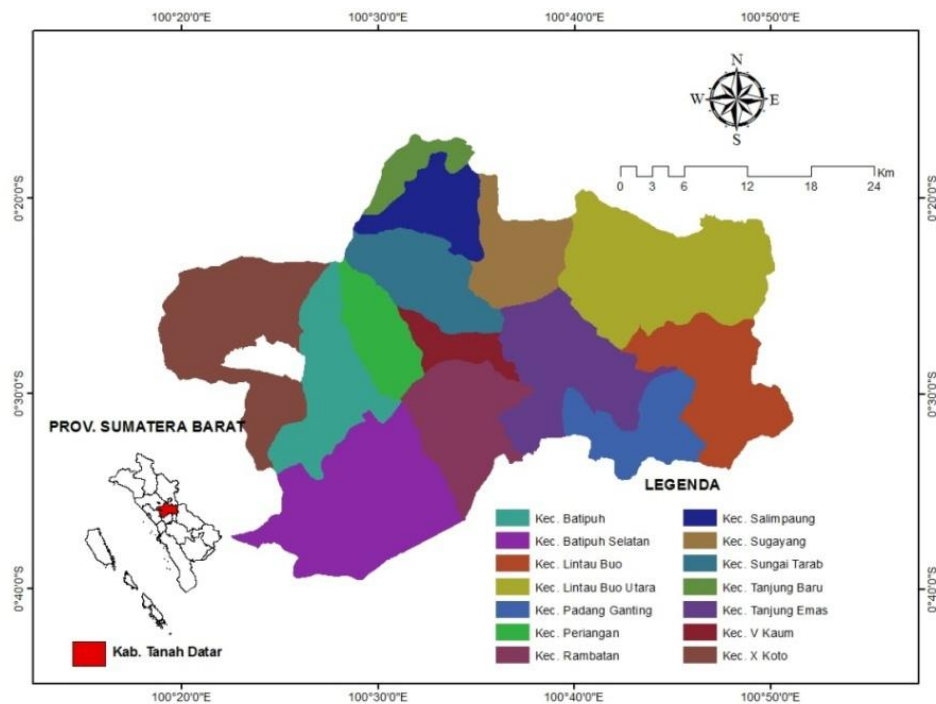 100°20'0"E 100°30'0"E 100°40'0"E 100°50'0"E
N
W E
S
Km
0 3 6 12 18 24
0°20'0"S 0°20'0"S
0°30'0"S 0°30'0"S
0°40'0"S 0°40'0"S
PROV. SUMATERA BARAT
Kab. Tanah Datar
LEGENDA
Kec. Batipuh
Kec. Batipuh Selatan
Kec. Lintau Buo
Kec. Lintau Buo Utara
Kec. Padang Ganting
Kec. Periangan
Kec. Rambatan
Kec. Salimpaung
Kec. Sugayang
Kec. Sungai Tarab
Kec. Tanjung Baru
Kec. Tanjung Emas
Kec. V Kaum
Kec. X Koto
100°20'0"E 100°30'0"E 100°40'0"E 100°50'0"E